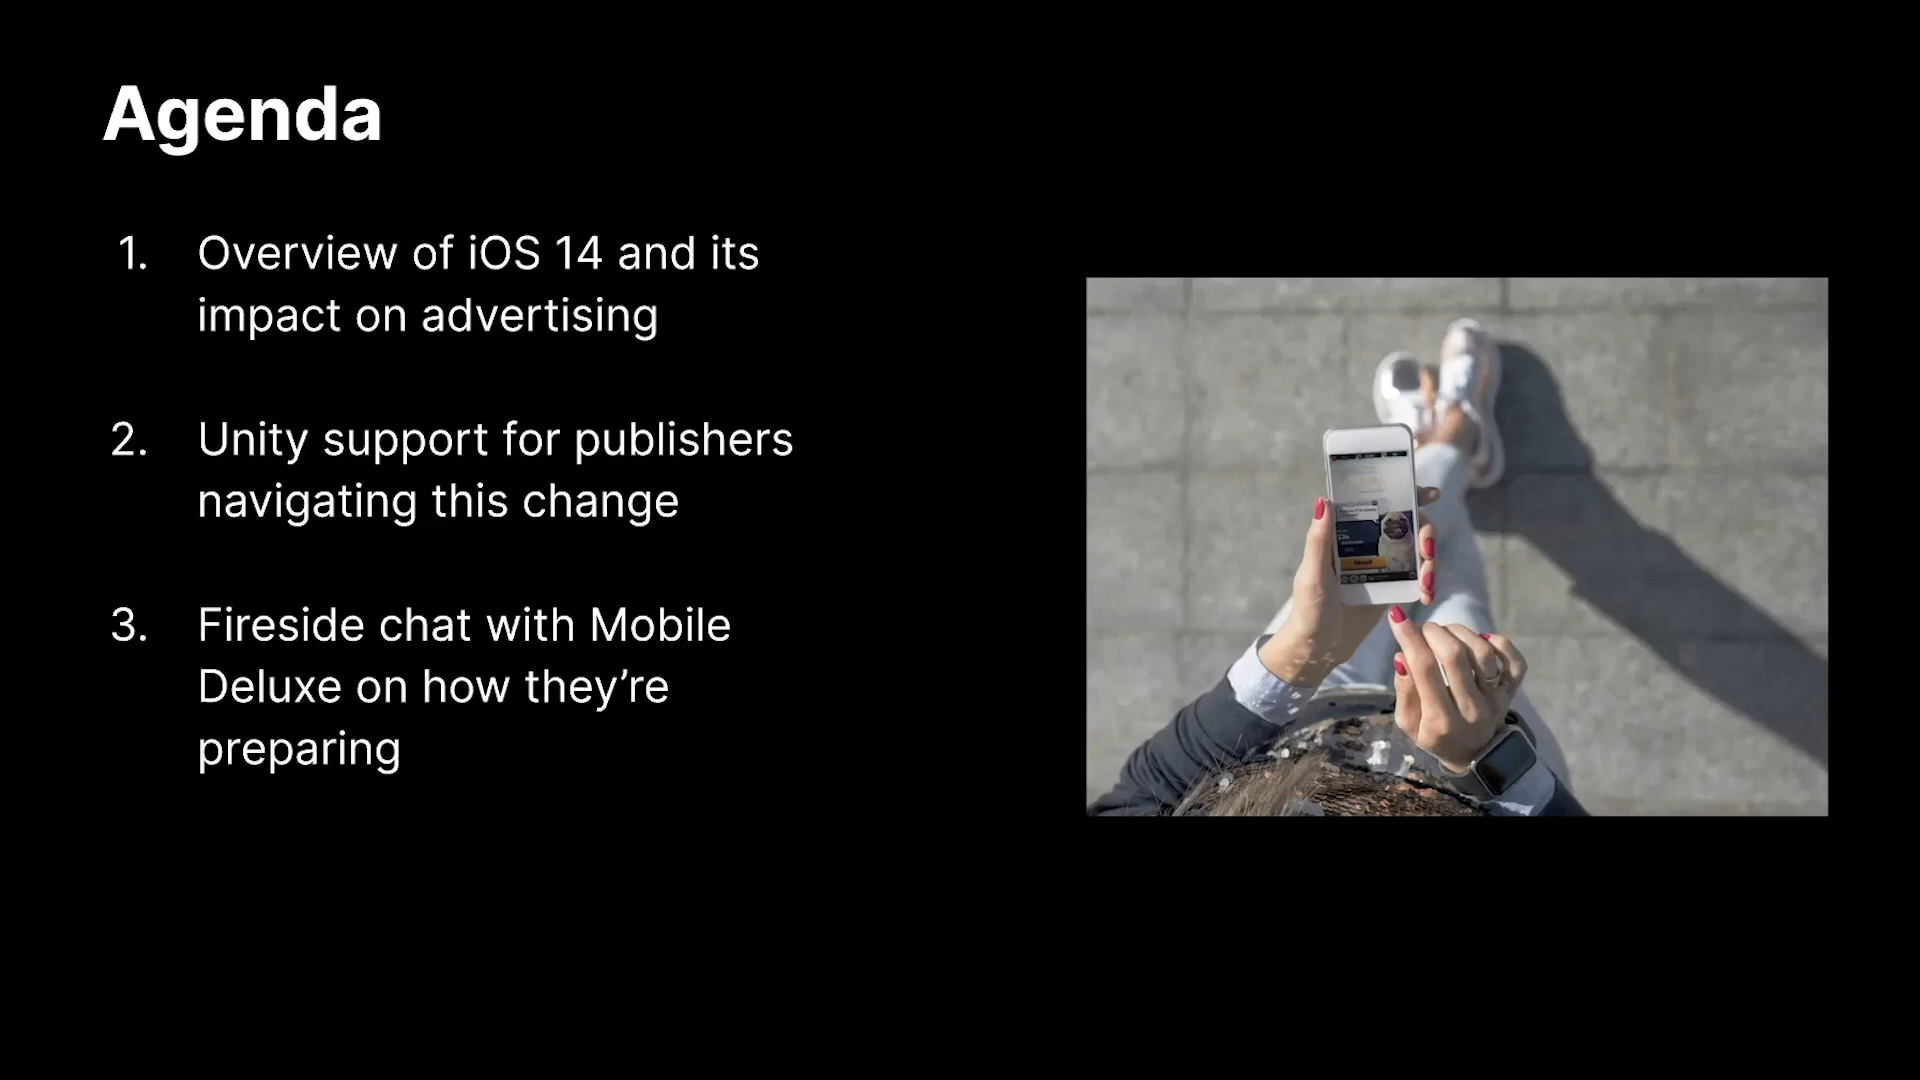 Agenda
1. Overview of iOS 14 and its
impact on advertising
2. Unity support for publishers
navigating this change
3. Fireside chat with Mobile
Deluxe on how they’re
preparing